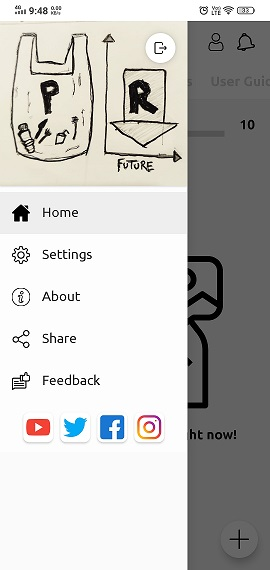 4G 9:48 0.00 KB/s VoI) LTE 33
P
R
FUTURE
s User Guid
10
Home
Settings
About
Share
Feedback
ht now!